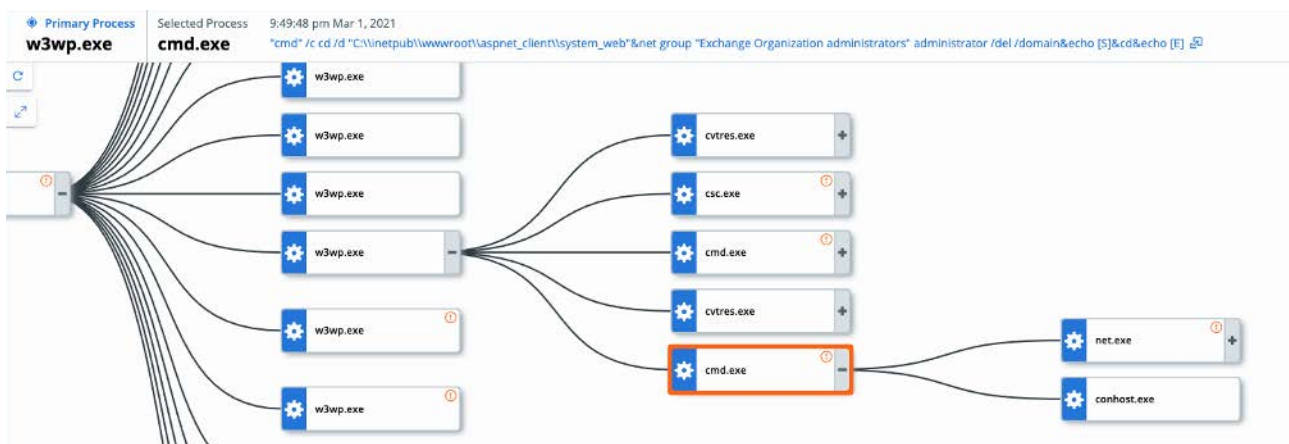 Primary Process
Selected Process
9:49:48 pm Mar 1, 2021
w3wp.exe
cmd.exe
"cmd" /c cd /d "C:\\inetpub\\wwwroot\\aspnet_client\\system_web"&net group "Exchange Organization administrators" administrator /del /domain&echo [S]&cd&echo [E]
w3wp.exe
w3wp.exe
cvtres.exe
w3wp.exe
csc.exe
w3wp.exe
cmd.exe
cvtres.exe
w3wp.exe
net.exe
cmd.exe
w3wp.exe
conhost.exe